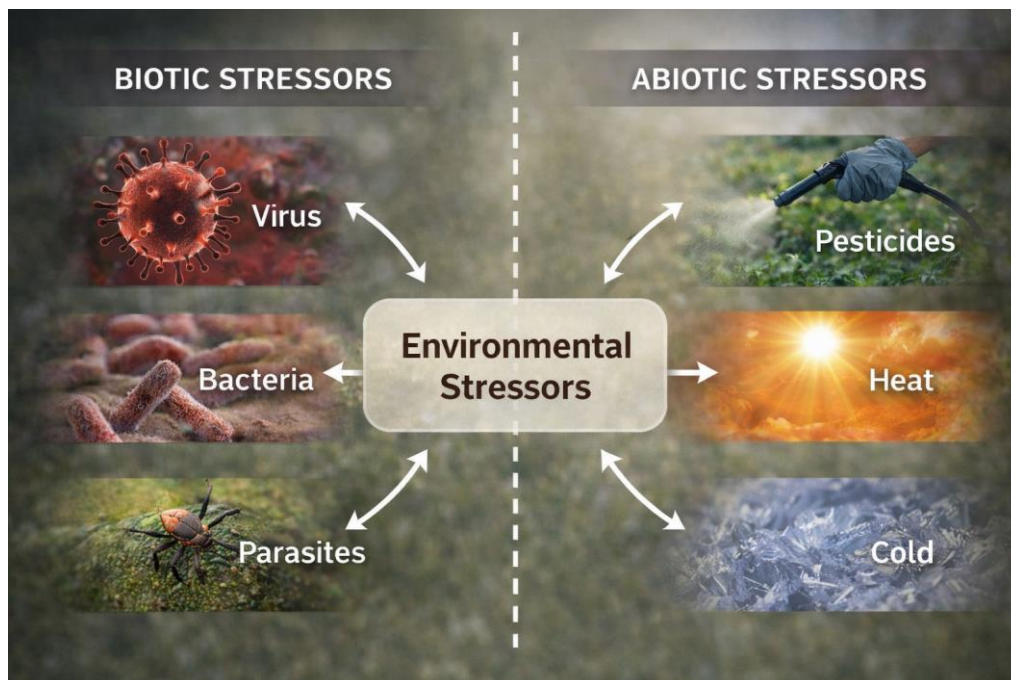 BIOTIC STRESSORS
ABIOTIC STRESSORS
Virus
Pesticides
Environmental
Stressors
Bacteria
Heat
Parasites
Cold